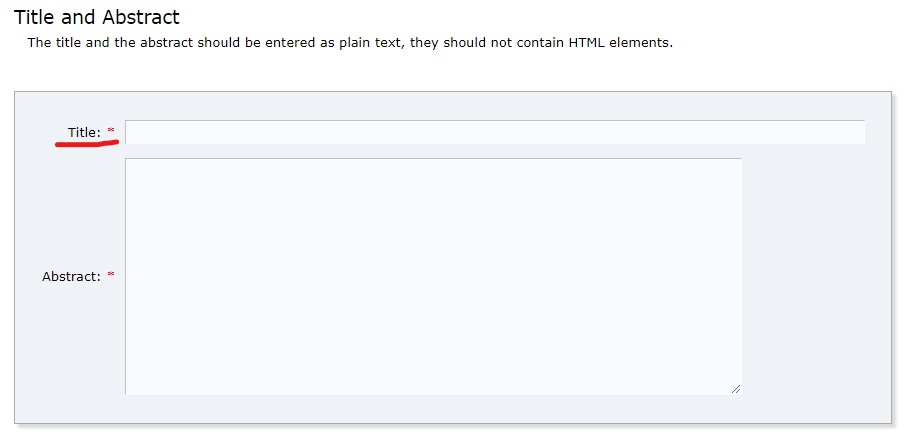 Title and Abstract
The title and the abstract should be entered as plain text, they should not contain HTML elements.
Title: *
Abstract: *